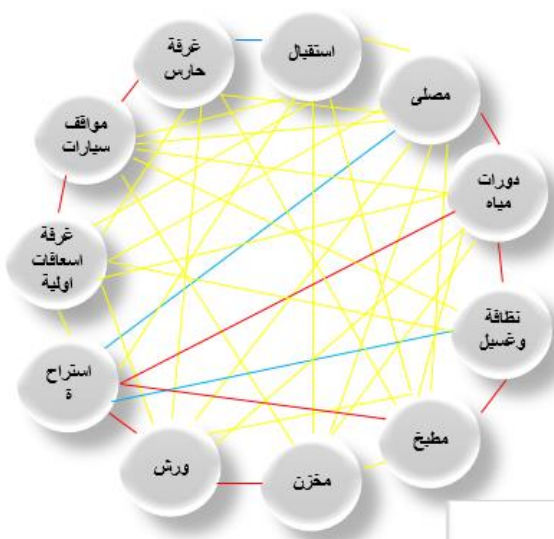 استقبال
مصلى
دورات
مياه
نظافة
وغسيل
مطبخ
مخزن
ورش
استراح
ة
غرفة
اسعافات
اولية
مواقف
سيارات
غرفة
حارس